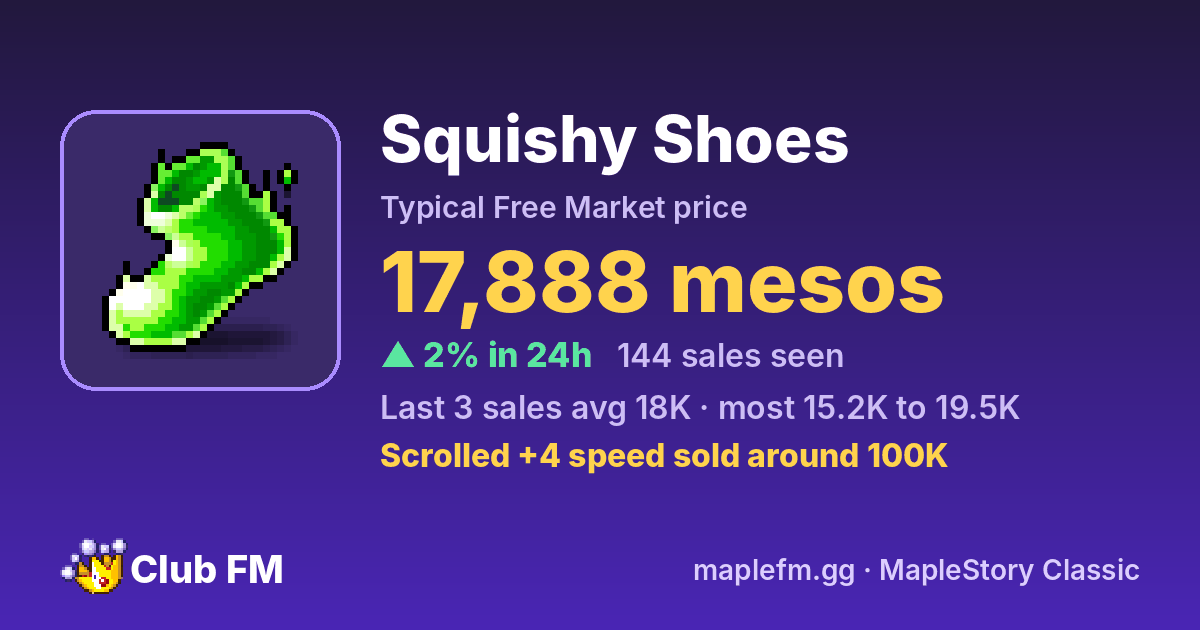 Squishy Shoes
Typical Free Market price
17,888 mesos
▲ 2% in 24h 144 sales seen
Last 3 sales avg 18K · most 15.2K to 19.5K
Scrolled +4 speed sold around 100K
Club FM
maplefm.gg · MapleStory Classic